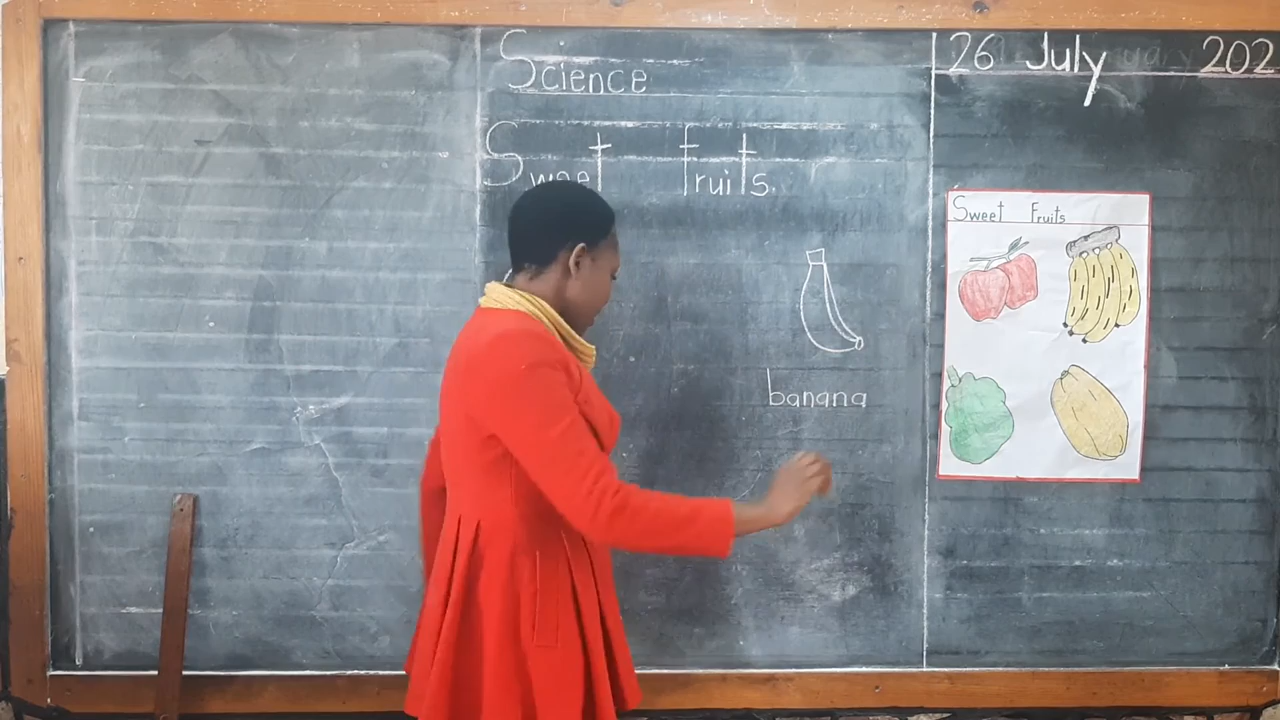 Science
Sweet fruits.
banana
26 July 202
Sweet Fruits